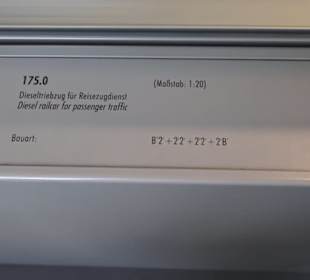 175.0 (Maßstab: 1:20)
Dieseltriebzug für Reisezugdienst
Diesel railcar for passenger traffic
Bauart: B'2'+2'2'+2'2'+2'B'